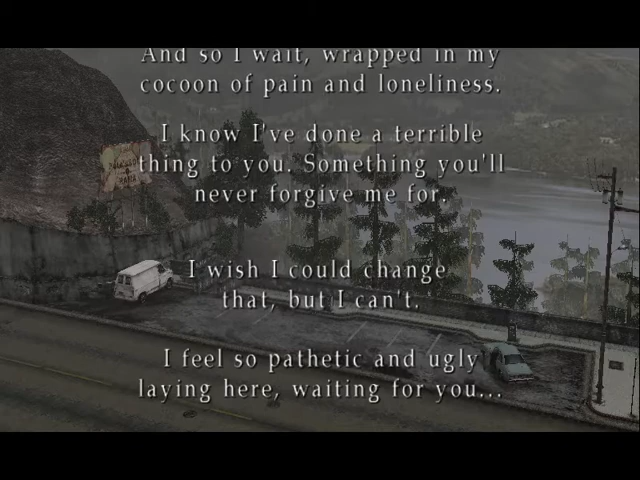 And so I wait, wrapped in my
cocoon of pain and loneliness.
I know I've done a terrible
thing to you. Something you'll
never forgive me for.
I wish I could change
that, but I can't.
I feel so pathetic and ugly
laying here, waiting for you...